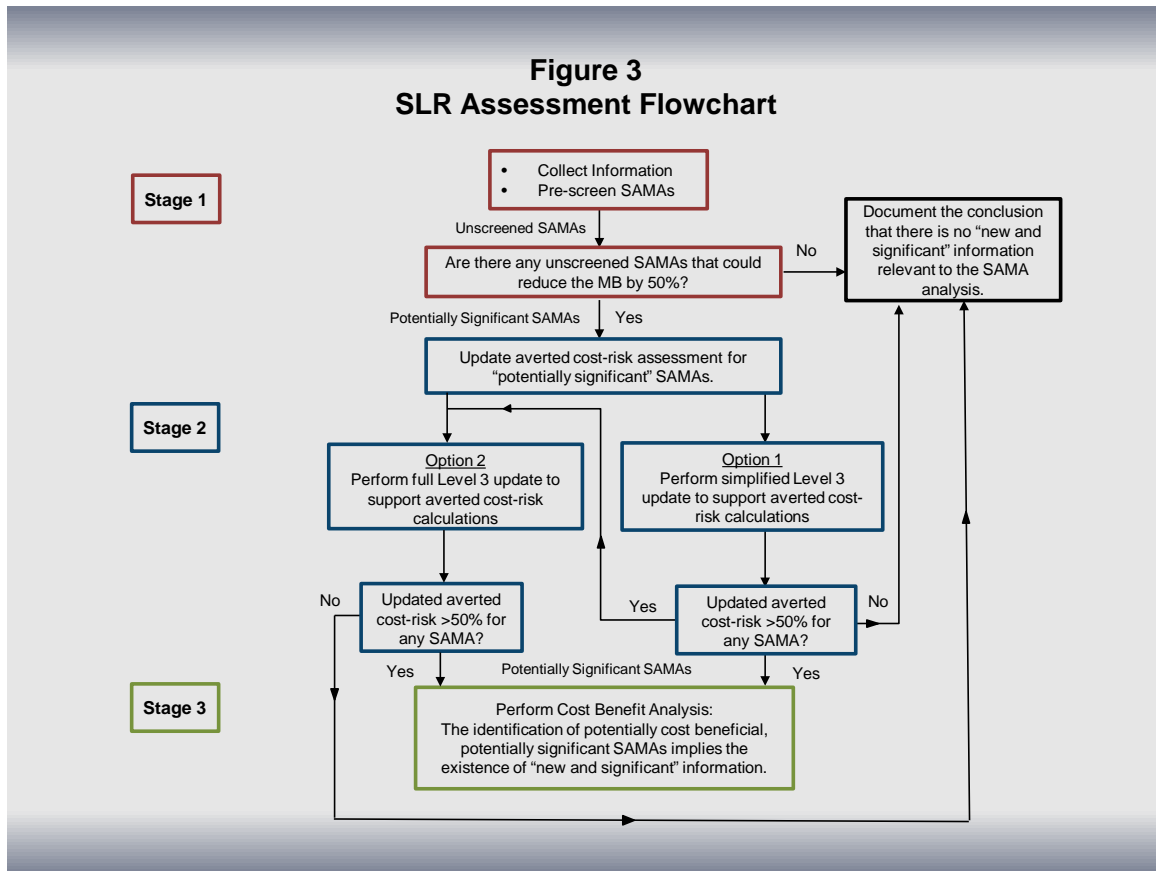 Figure 3
SLR Assessment Flowchart
Stage 1
• Collect Information
• Pre-screen SAMAs
Unscreened SAMAs
Are there any unscreened SAMAs that could
reduce the MB by 50%?
No
Document the conclusion
that there is no “new and
significant” information
relevant to the SAMA
analysis.
Potentially Significant SAMAs
Yes
Update averted cost-risk assessment for
“potentially significant” SAMAs.
Stage 2
Option 2
Perform full Level 3 update to
support averted cost-risk
calculations
Option 1
Perform simplified Level 3
update to support averted cost-
risk calculations
No
Updated averted
cost-risk >50% for
any SAMA?
Yes
Updated averted
cost-risk >50% for
any SAMA?
No
Yes
Potentially Significant SAMAs
Yes
Stage 3
Perform Cost Benefit Analysis:
The identification of potentially cost beneficial,
potentially significant SAMAs implies the
existence of “new and significant” information.